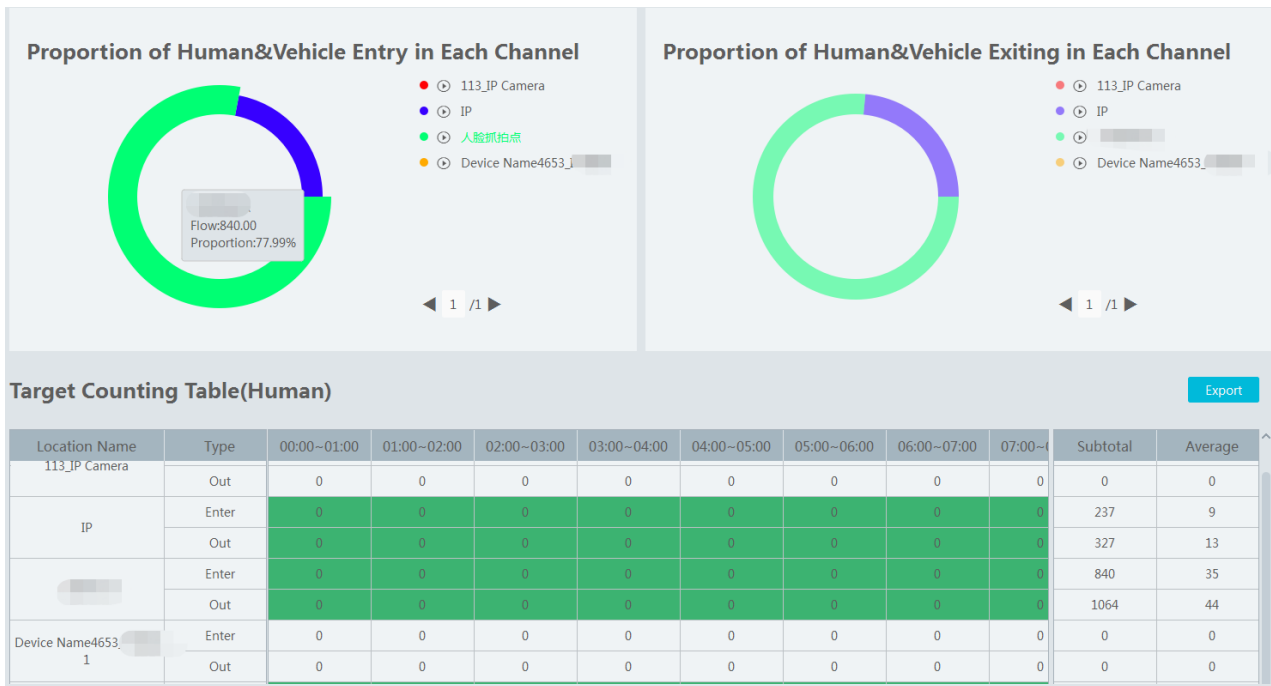 Proportion of Human&Vehicle Entry in Each Channel
113_IP Camera
IP
人脸抓拍点
Device Name4653_
Flow:840.00
Proportion:77.99%
1 /1
Proportion of Human&Vehicle Exiting in Each Channel
113_IP Camera
IP
Device Name4653_
1 /1
Target Counting Table(Human)
Export
Location Name Type 00:00~01:00 01:00~02:00 02:00~03:00 03:00~04:00 04:00~05:00 05:00~06:00 06:00~07:00 07:00~ Subtotal Average
113_IP Camera
Out 0 0 0 0 0 0 0 0 0 0
IP
Enter 0 0 0 0 0 0 0 0 237 9
Out 0 0 0 0 0 0 0 0 327 13
Enter 0 0 0 0 0 0 0 0 840 35
Out 0 0 0 0 0 0 0 0 1064 44
Device Name4653_
1
Enter 0 0 0 0 0 0 0 0 0 0
Out 0 0 0 0 0 0 0 0 0 0